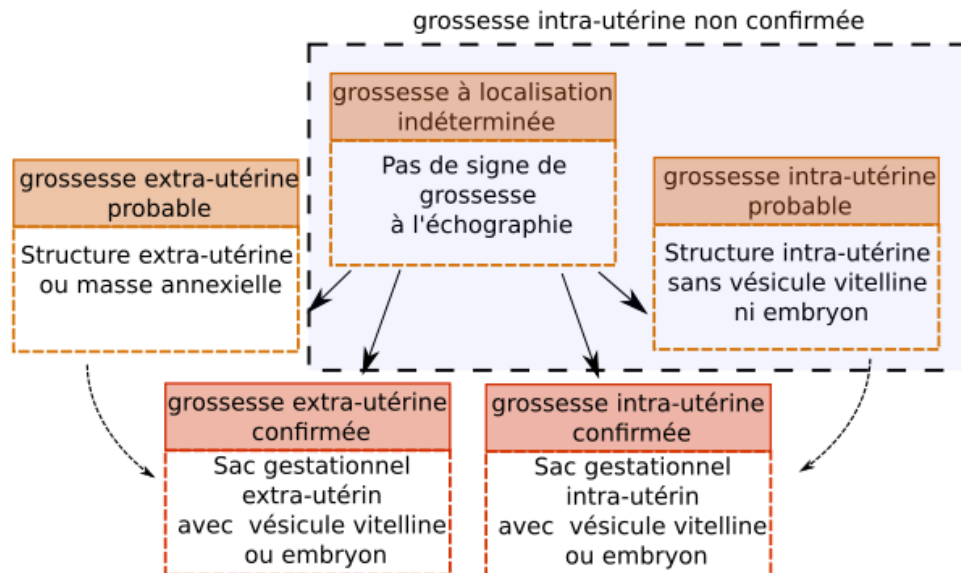 grossesse intra-utérine non confirmée
grossesse à localisation
indéterminée
Pas de signe de
grossesse
à l'échographie
grossesse extra-utérine
probable
Structure extra-utérine
ou masse annexielle
grossesse intra-utérine
probable
Structure intra-utérine
sans vésicule vitelline
ni embryon
grossesse extra-utérine
confirmée
Sac gestationnel
extra-utérin
avec vésicule vitelline
ou embryon
grossesse intra-utérine
confirmée
Sac gestationnel
intra-utérin
avec vésicule vitelline
ou embryon